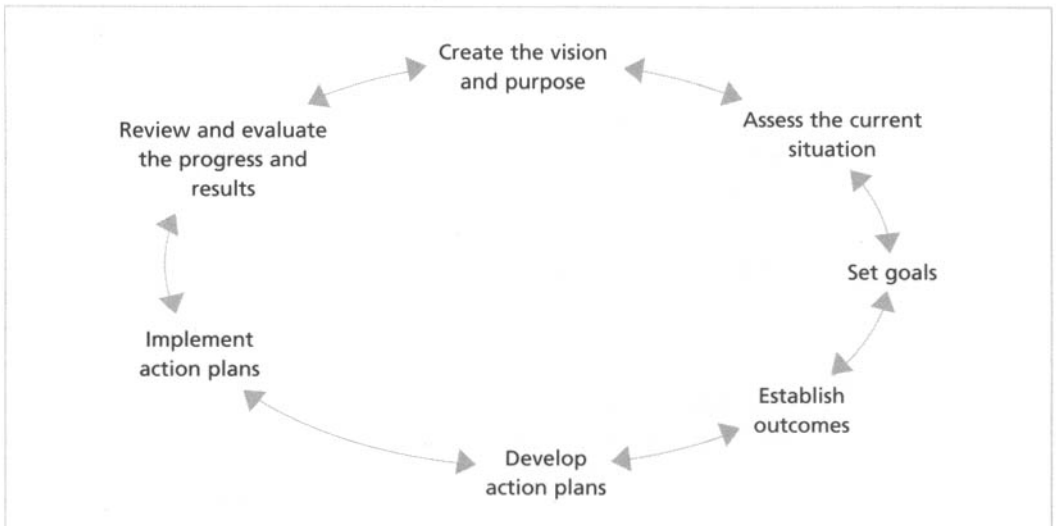 Create the vision
and purpose
Assess the current
situation
Set goals
Establish
outcomes
Develop
action plans
Implement
action plans
Review and evaluate
the progress and
results